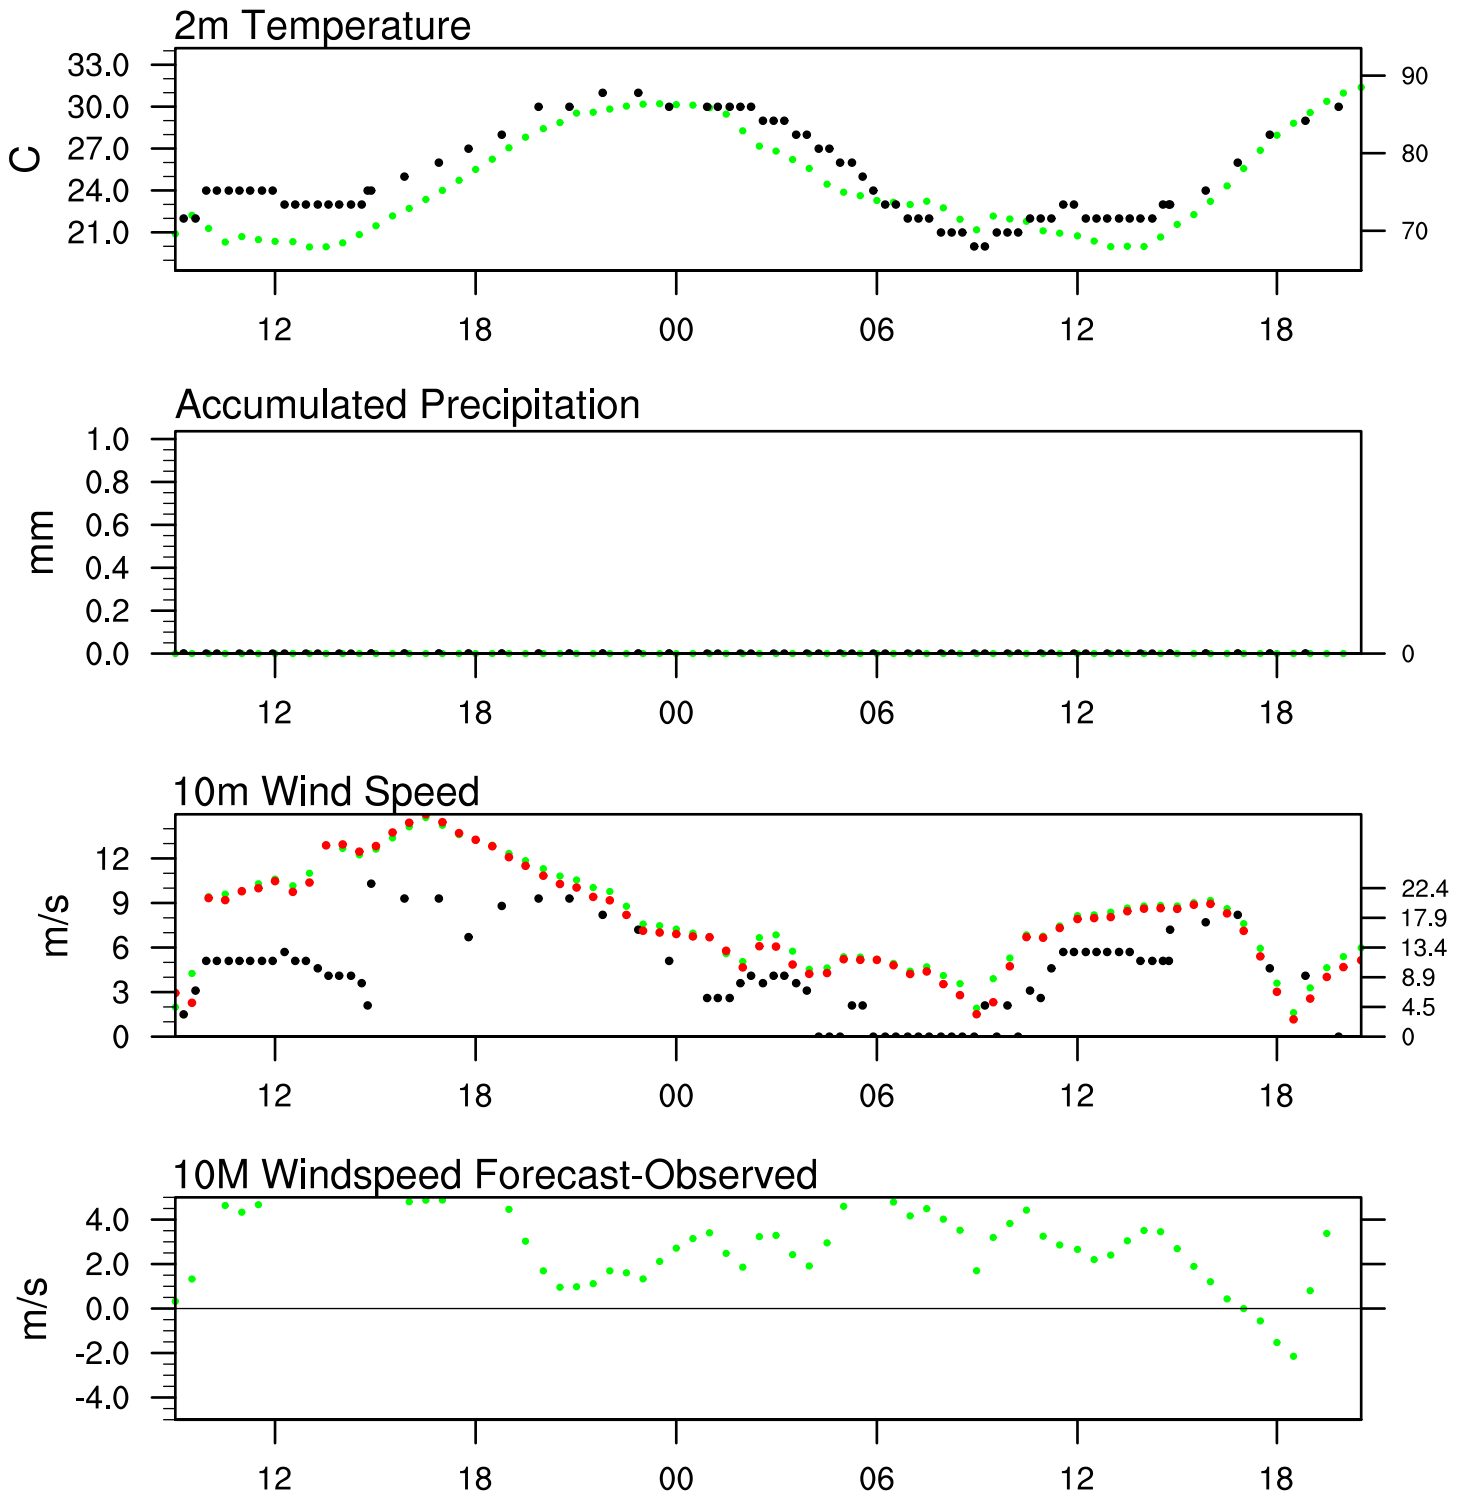 2m Temperature
33.0
90
30.0
27.0
80
C
24.0
21.0
70
12 18 00 06 12 18
Accumulated Precipitation
1.0
0.8
0.6
mm
0.4
0.2
0.0
0
12 18 00 06 12 18
10m Wind Speed
12
22.4
9
17.9
m/s
6
13.4
8.9
3
4.5
0
0
12 18 00 06 12 18
10M Windspeed Forecast-Observed
4.0
2.0
m/s
0.0
-2.0
-4.0
12 18 00 06 12 18